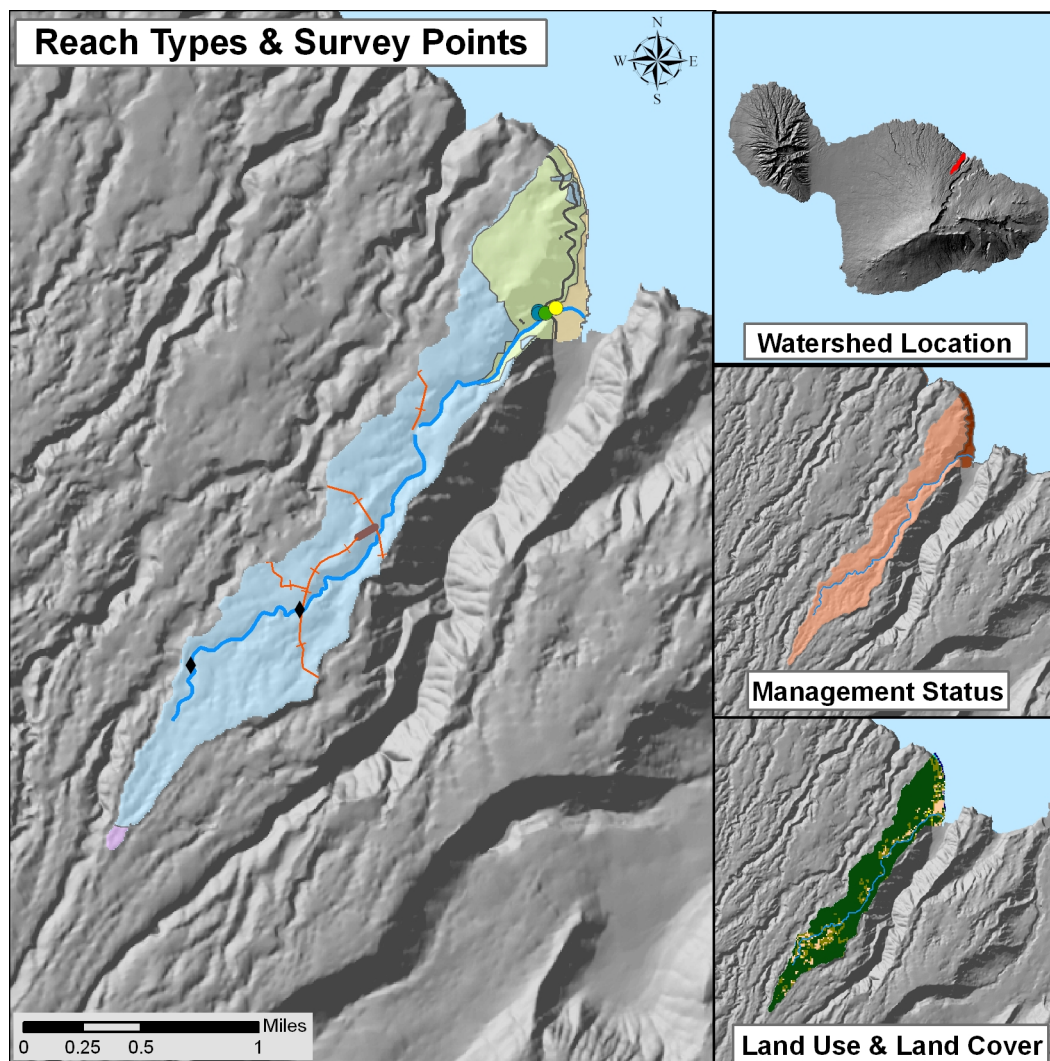 Reach Types & Survey Points
N
W
E
S
Watershed Location
Management Status
Land Use & Land Cover
Miles
0 0.25 0.5 1